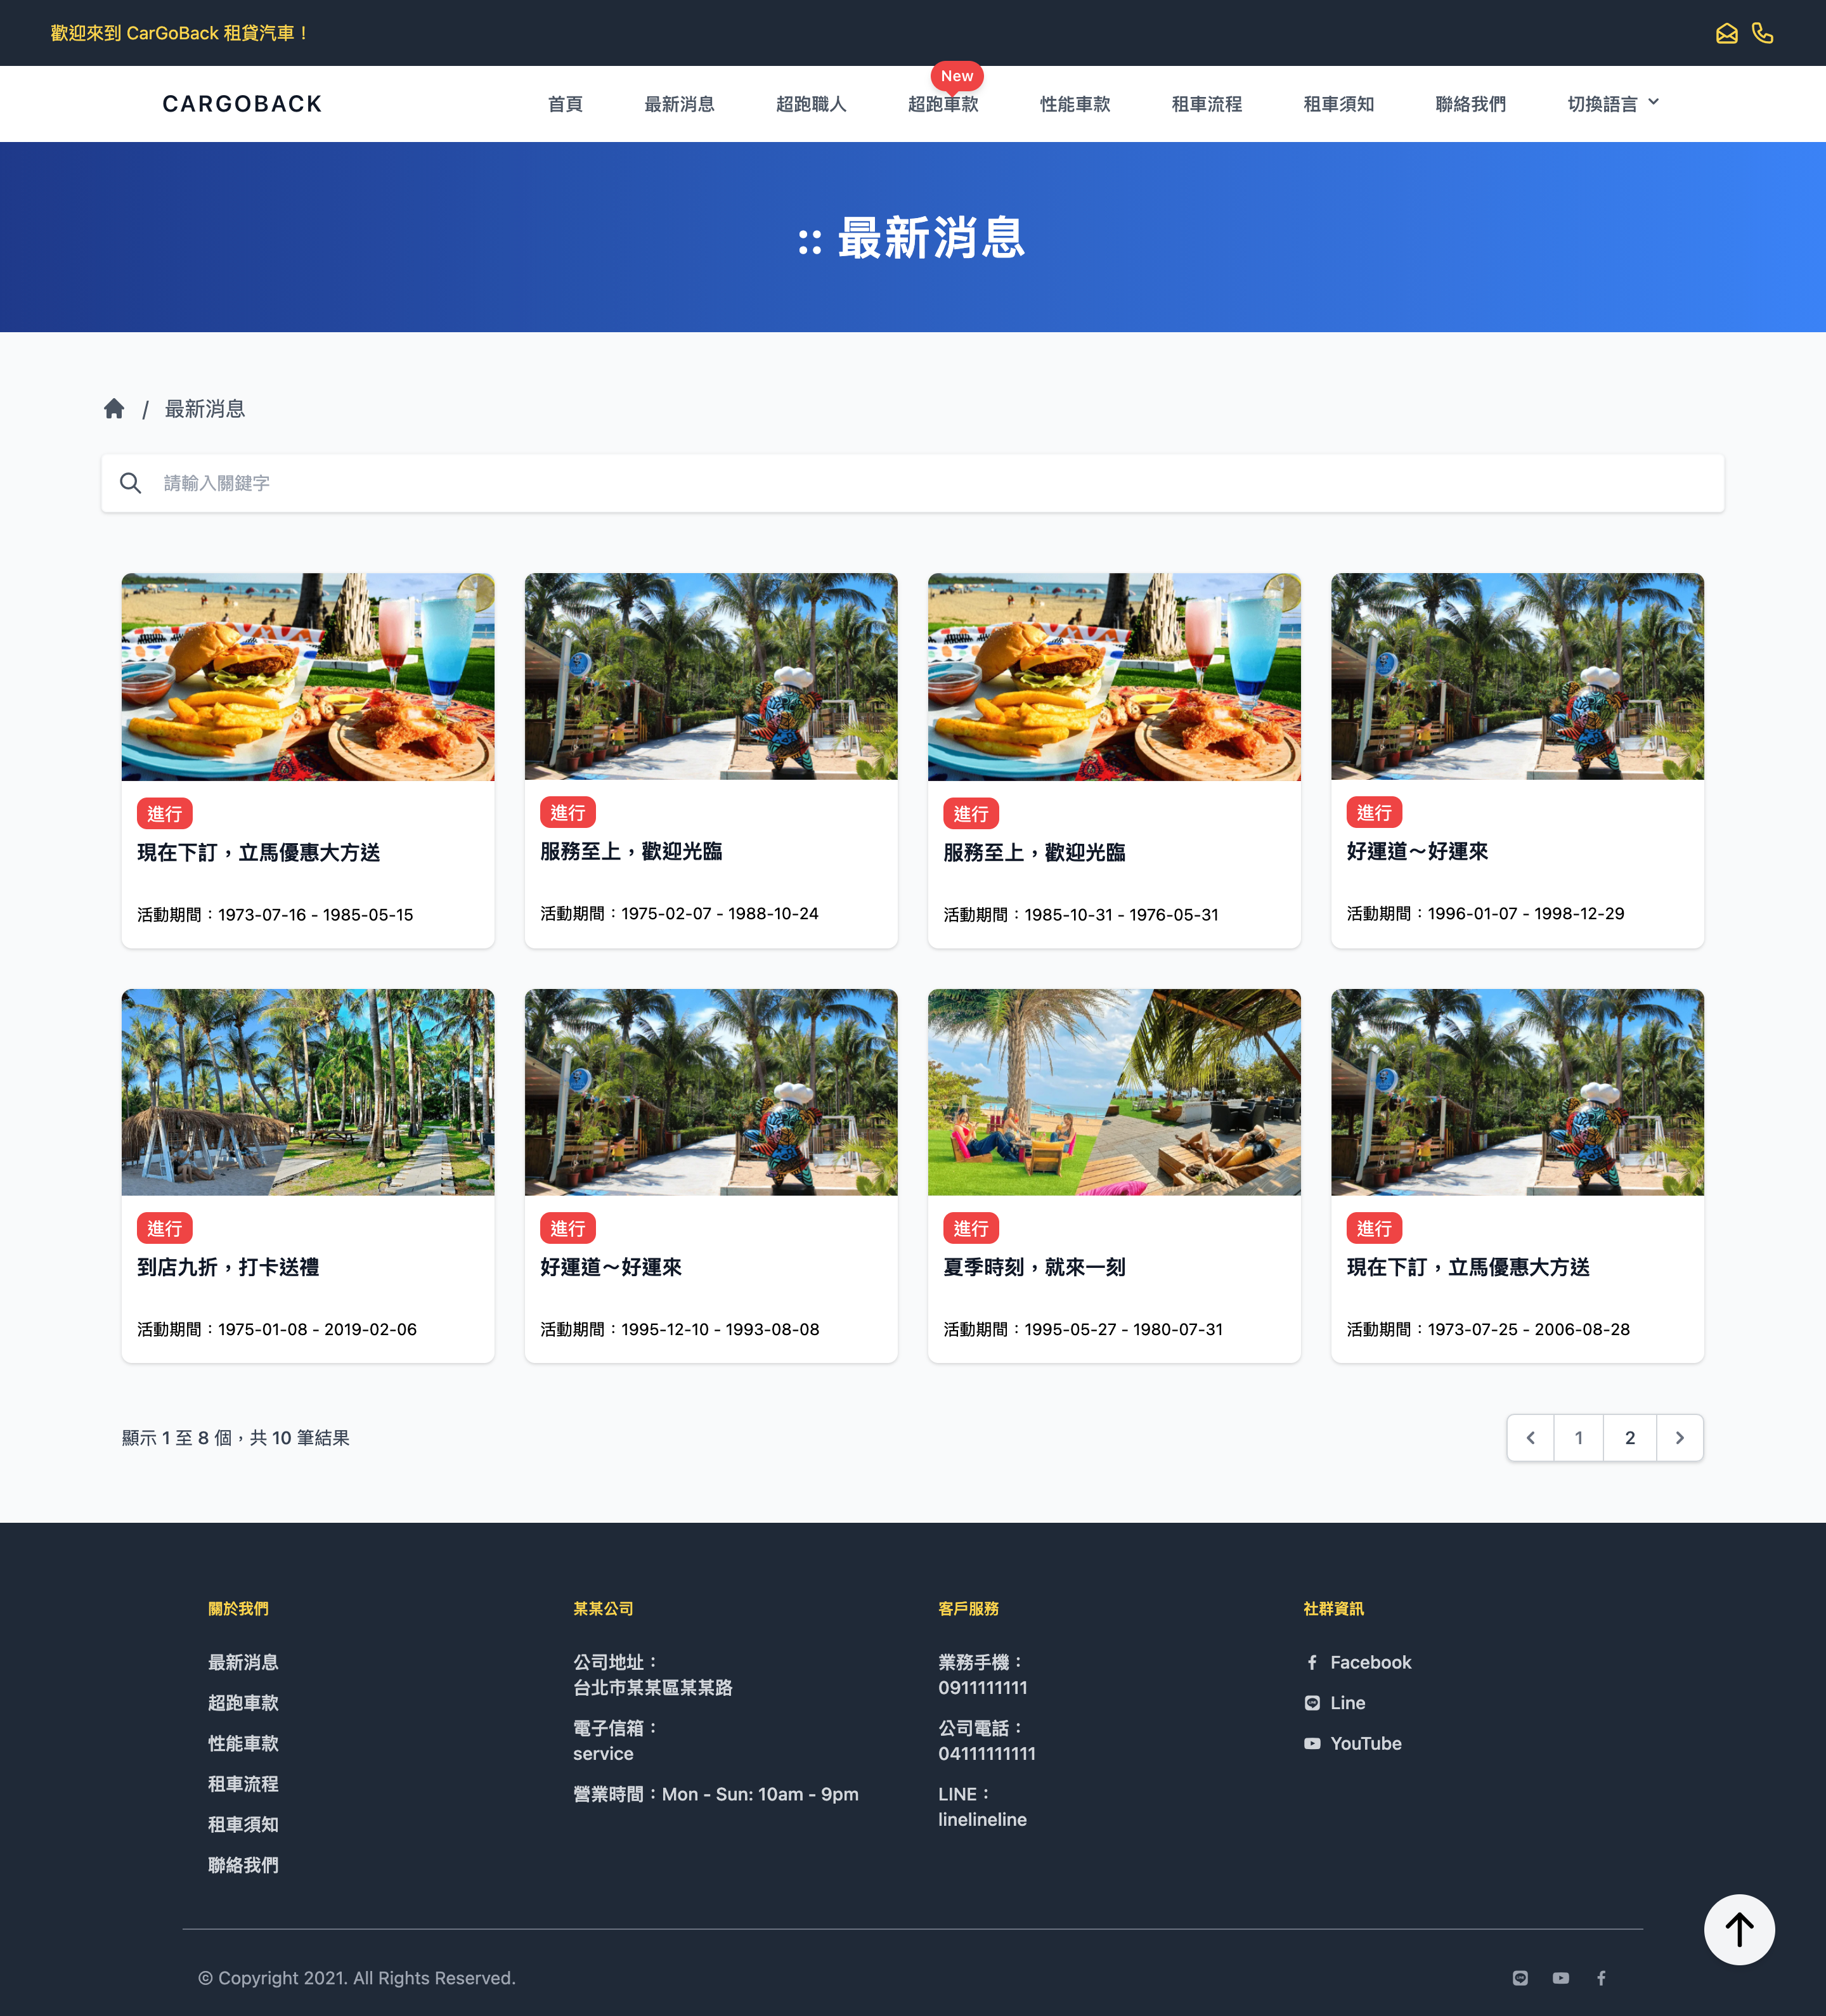 歡迎來到 CarGoBack 租貸汽車！
New
CARGOBACK 首頁 最新消息 超跑職人 超跑車款 性能車款 租車流程 租車須知 聯絡我們 切換語言
:: 最新消息
/ 最新消息
請輸入關鍵字
進行
現在下訂，立馬優惠大方送
活動期間：1973-07-16 - 1985-05-15
進行
服務至上，歡迎光臨
活動期間：1975-02-07 - 1988-10-24
進行
服務至上，歡迎光臨
活動期間：1985-10-31 - 1976-05-31
進行
好運道～好運來
活動期間：1996-01-07 - 1998-12-29
進行
到店九折，打卡送禮
活動期間：1975-01-08 - 2019-02-06
進行
好運道～好運來
活動期間：1995-12-10 - 1993-08-08
進行
夏季時刻，就來一刻
活動期間：1995-05-27 - 1980-07-31
進行
現在下訂，立馬優惠大方送
活動期間：1973-07-25 - 2006-08-28
顯示 1 至 8 個，共 10 筆結果
1 2
關於我們
最新消息
超跑車款
性能車款
租車流程
租車須知
聯絡我們
某某公司
公司地址：
台北市某某區某某路
電子信箱：
service
營業時間：Mon - Sun: 10am - 9pm
客戶服務
業務手機：
0911111111
公司電話：
04111111111
LINE：
linelineline
社群資訊
Facebook
Line
YouTube
© Copyright 2021. All Rights Reserved.